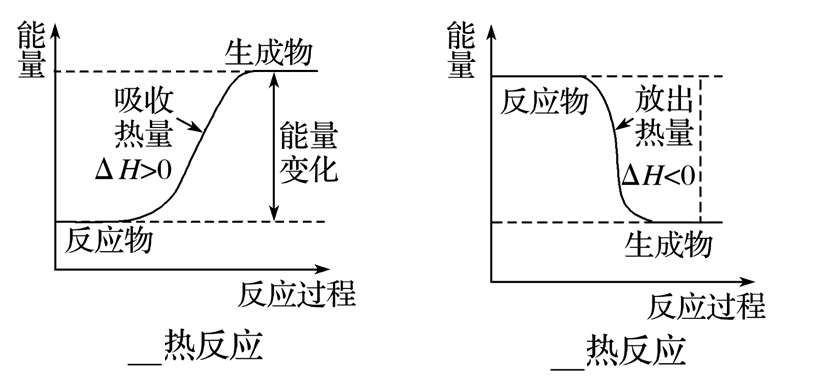 能量
生成物
吸收
热量
ΔH>0
能量
变化
反应物
反应过程
__热反应
能量
反应物
放出
热量
ΔH<0
生成物
反应过程
__热反应